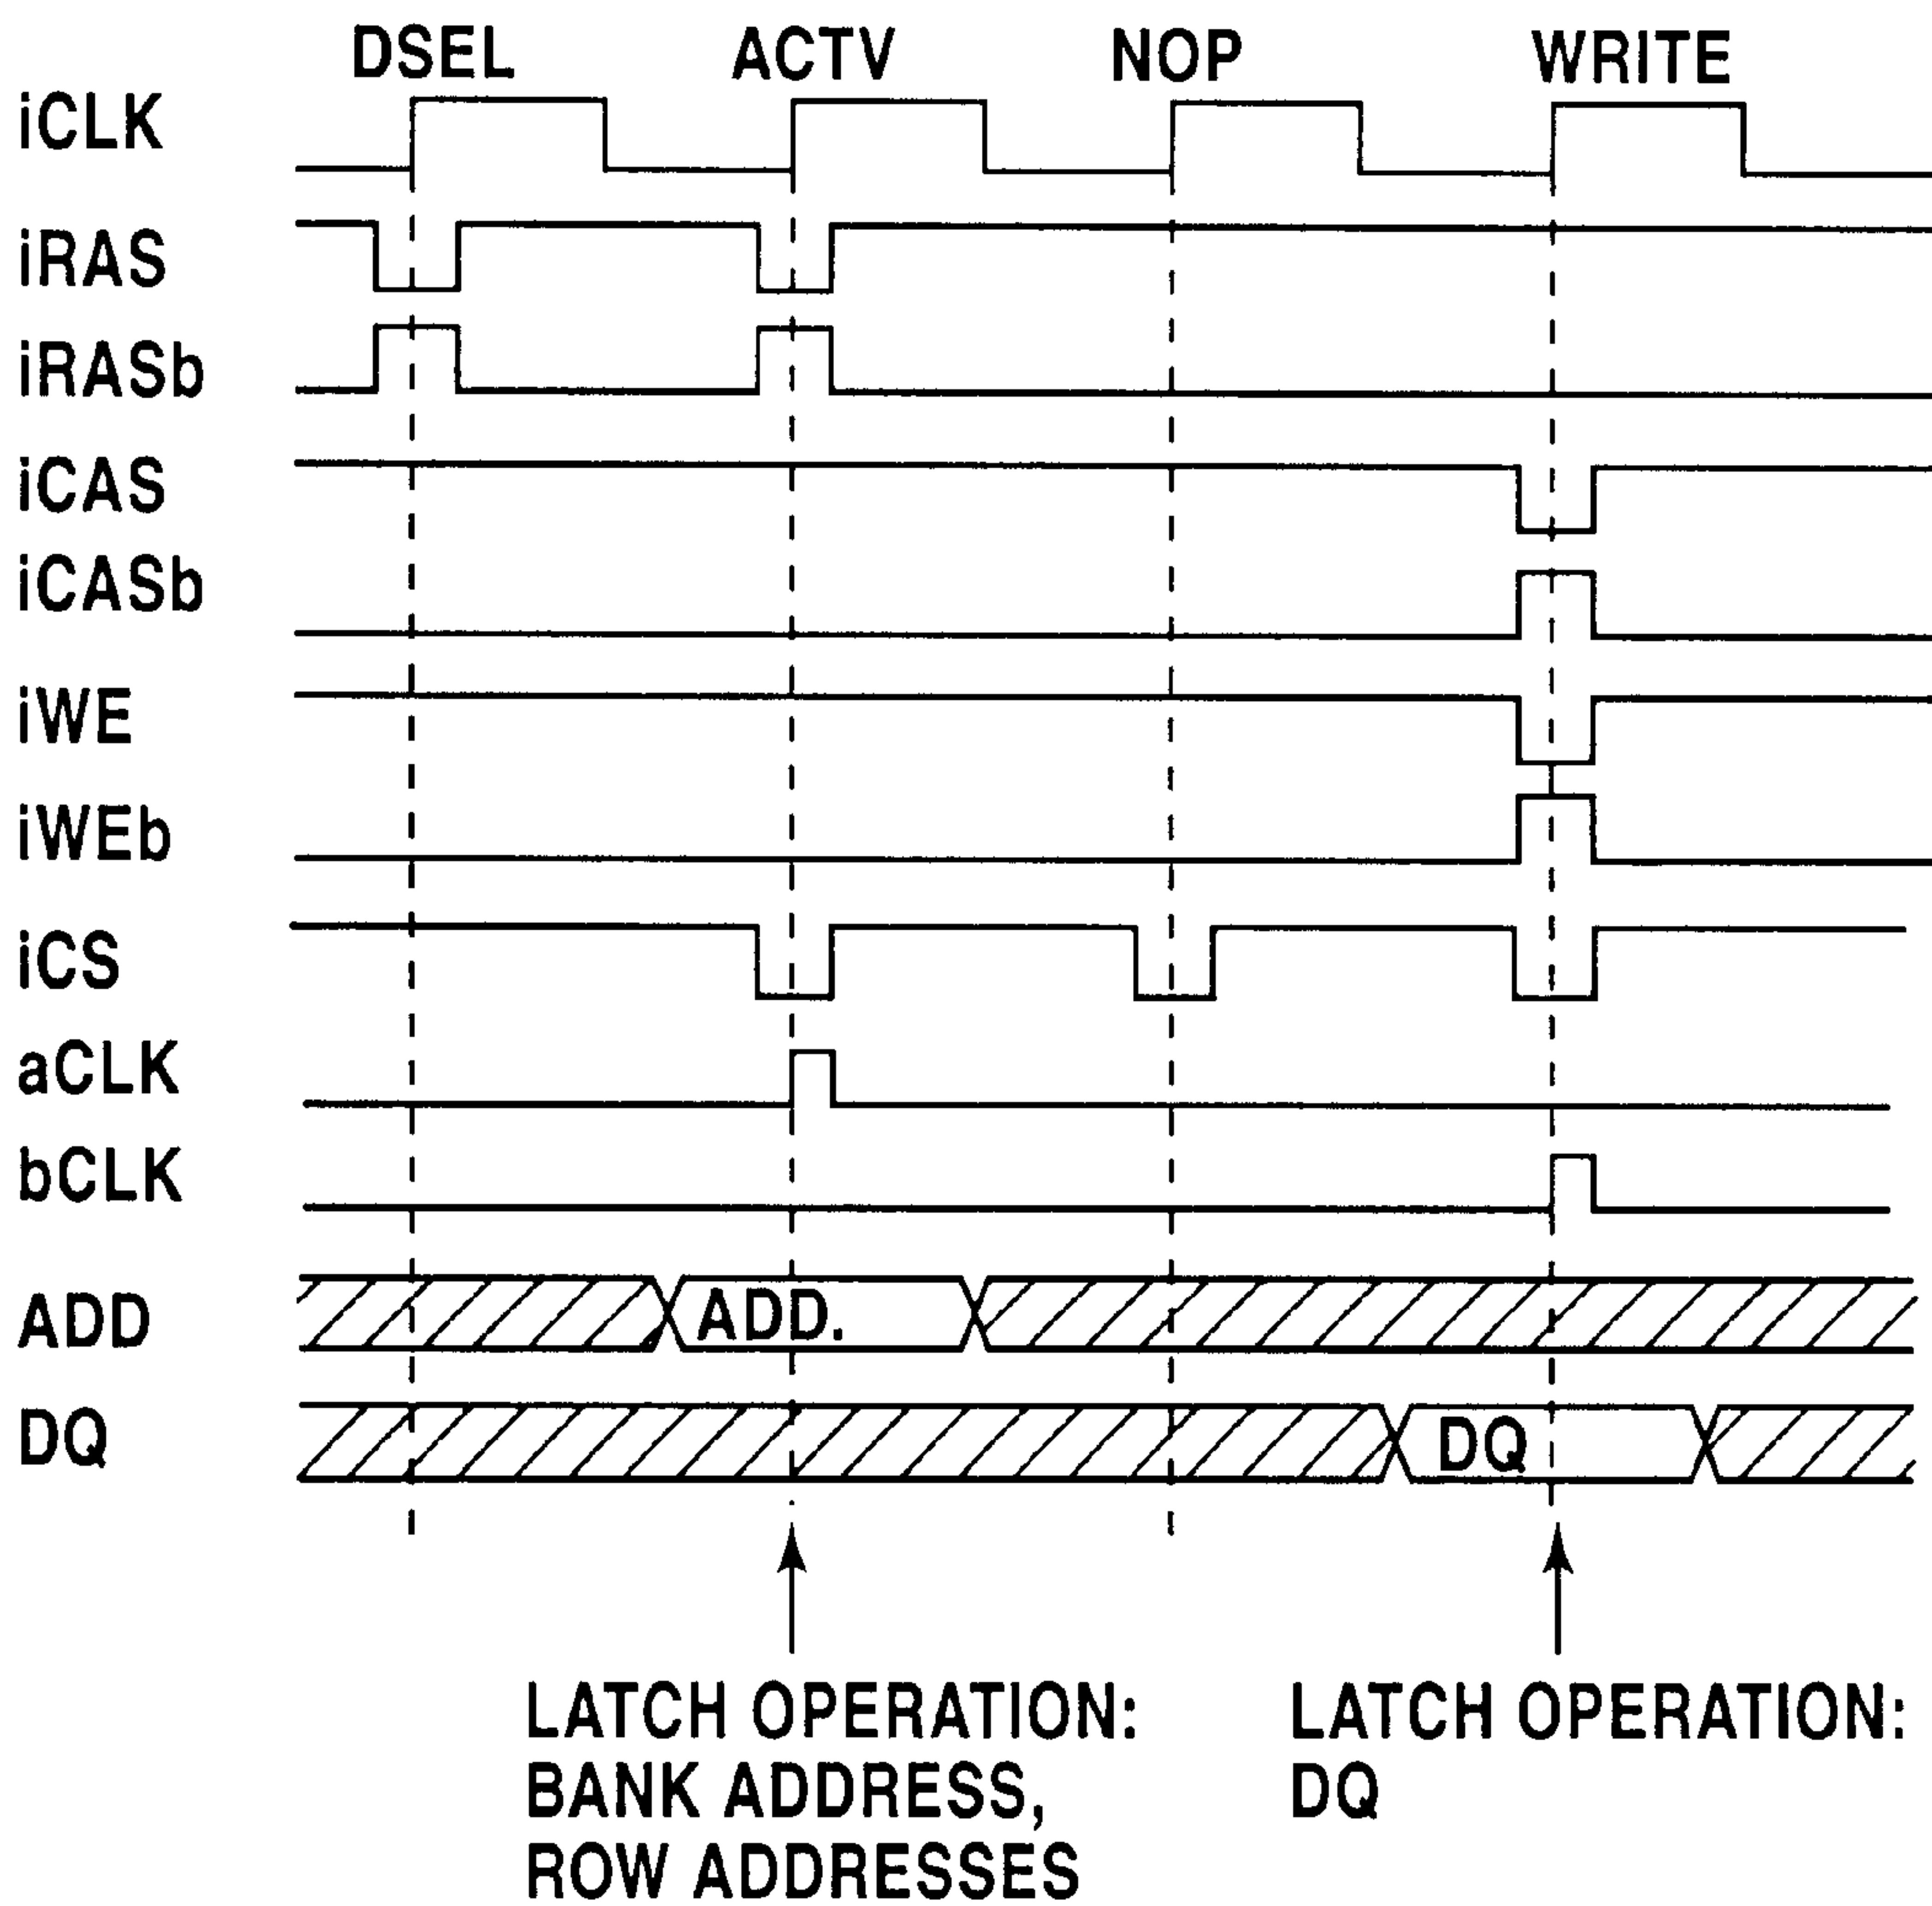 DSEL ACTV NOP WRITE
iCLK
iRAS
iRASb
iCAS
iCASb
iWE
iWEb
iCS
aCLK
bCLK
ADD ADD.
DQ DQ
LATCH OPERATION:
BANK ADDRESS,
ROW ADDRESSES
LATCH OPERATION:
DQ